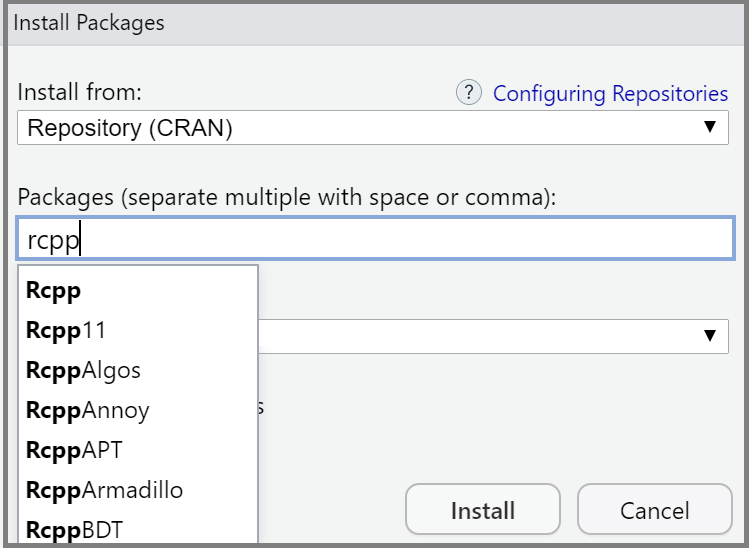 Install Packages
Install from:
? Configuring Repositories
Repository (CRAN)
Packages (separate multiple with space or comma):
rcpp
Rcpp
Rcpp11
RcppAlgos
RcppAnnoy
RcppAPT
RcppArmadillo
RcppBDT
Install
Cancel